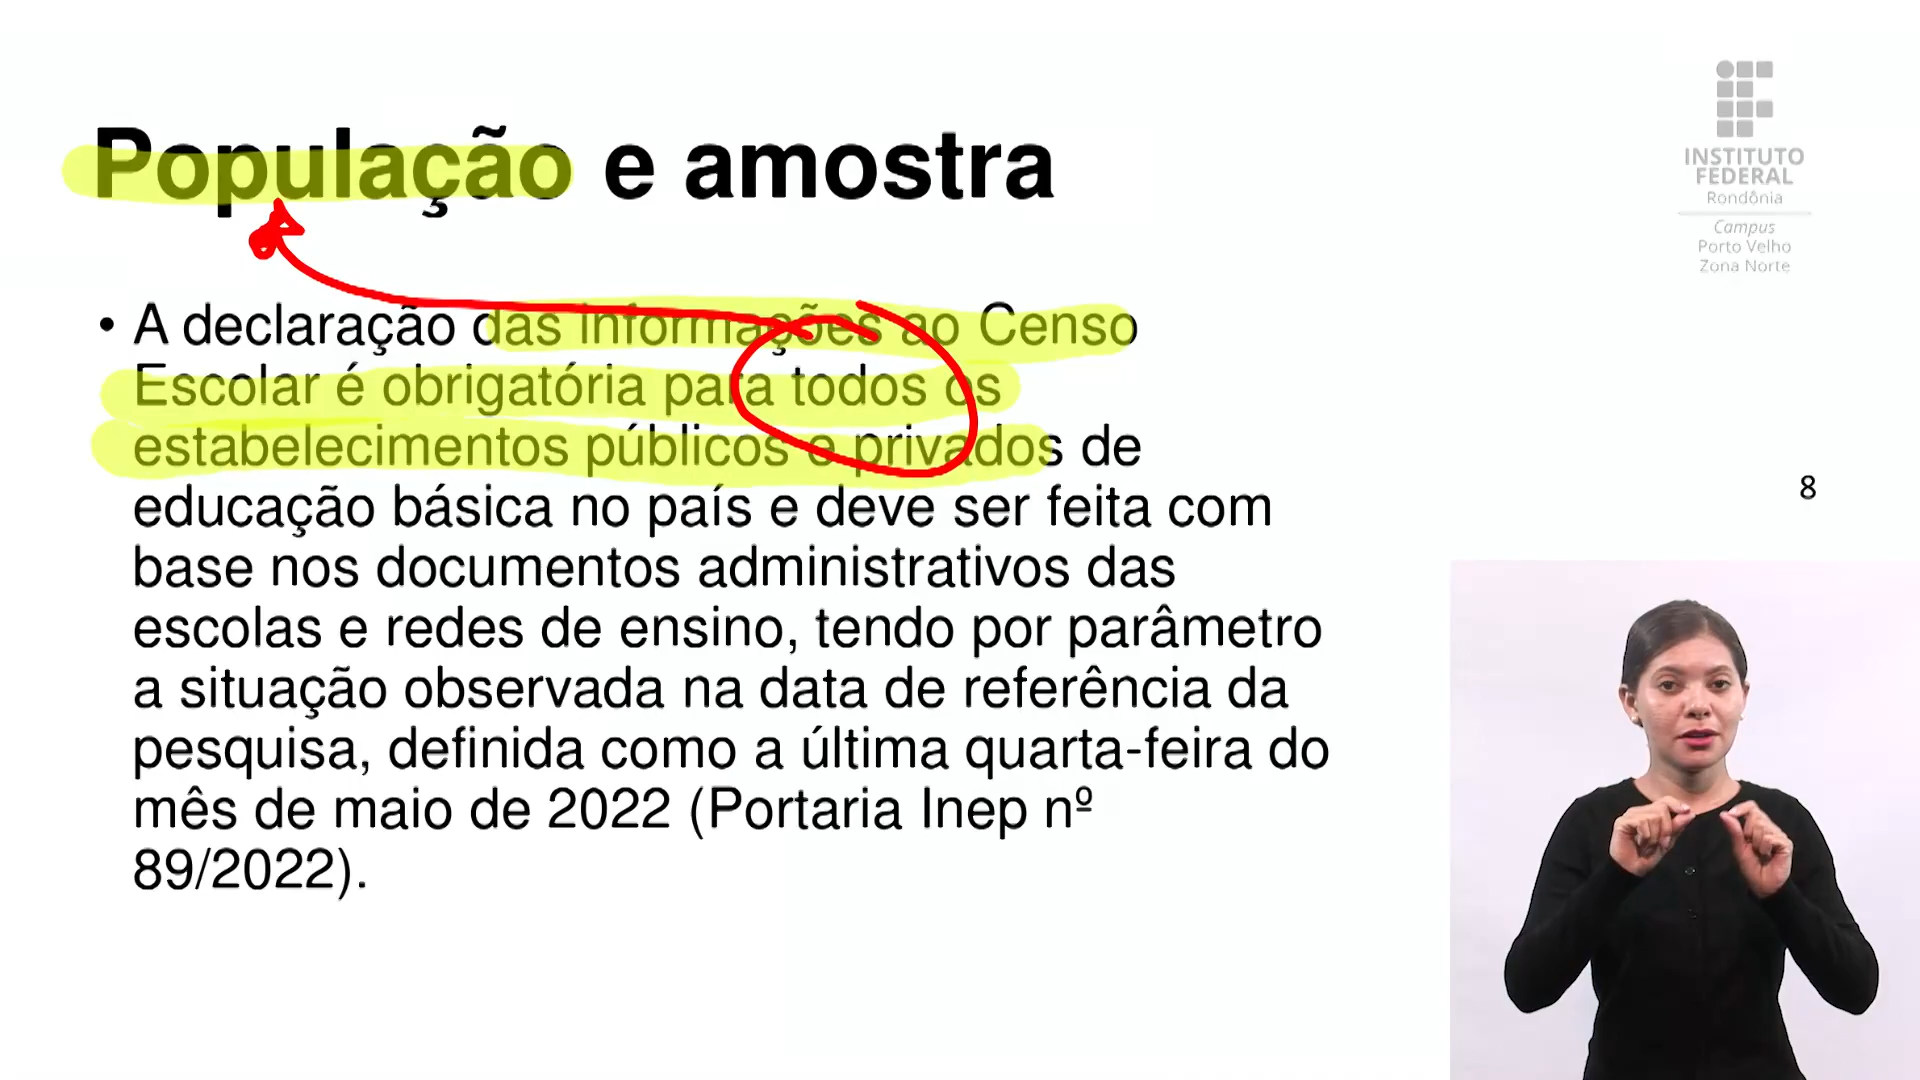 População e amostra
• A declaração das informações ao Censo
Escolar é obrigatória para todos os
estabelecimentos públicos e privados de
educação básica no país e deve ser feita com
base nos documentos administrativos das
escolas e redes de ensino, tendo por parâmetro
a situação observada na data de referência da
pesquisa, definida como a última quarta-feira do
mês de maio de 2022 (Portaria Inep nº
89/2022).
INSTITUTO
FEDERAL
Rondônia
Campus
Porto Velho
Zona Norte
8